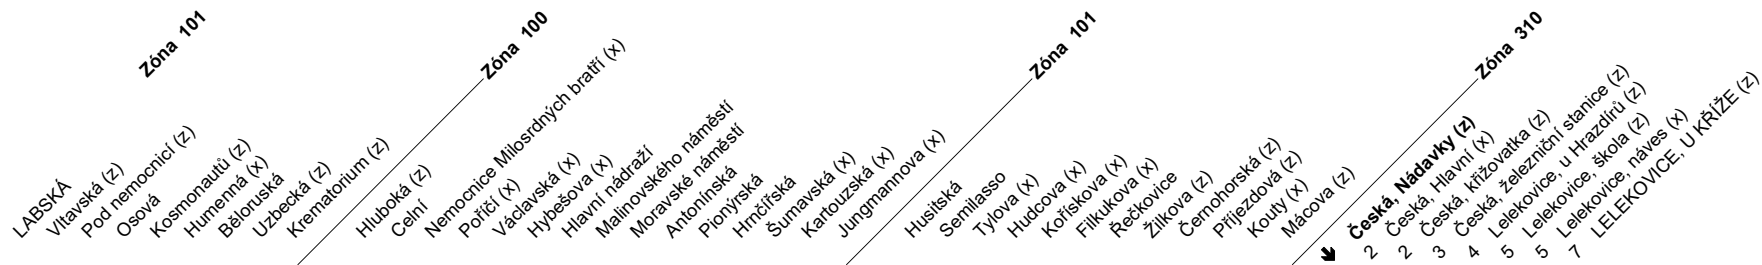 Zóna 101
LABSKÁ
Vltavská (z)
Pod nemocnicí (z)
Osová
Kosmonautů (z)
Humenná (x)
Běloruská
Uzbecká (z)
Krematorium (z)
Zóna 100
Hluboká (z)
Celní
Nemocnice Milosrdných bratří (x)
Poříčí (x)
Václavská (x)
Hybešova (x)
Hlavní nádraží
Malinovského náměstí
Moravské náměstí
Antonínská
Pionýrská
Hrnčířská
Šumavská (x)
Kartouzská (x)
Jungmannova (x)
Zóna 101
Husitská
Semilasso
Tylova (x)
Hudcova (x)
Kořískova (x)
Filkukova (x)
Řečkovice
Žilkova (z)
Černohorská (z)
Příjezdová (z)
Kouty (x)
Mácova (z)
Zóna 310
Česká, Nádavky (z)
2 Česká, Hlavní (x)
2 Česká, křižovatka (z)
3 Česká, železniční stanice (z)
4 Lelekovice, u Hrazdírů (z)
5 Lelekovice, škola (z)
5 Lelekovice, náves (x)
7 LELEKOVICE, U KŘÍŽE (z)